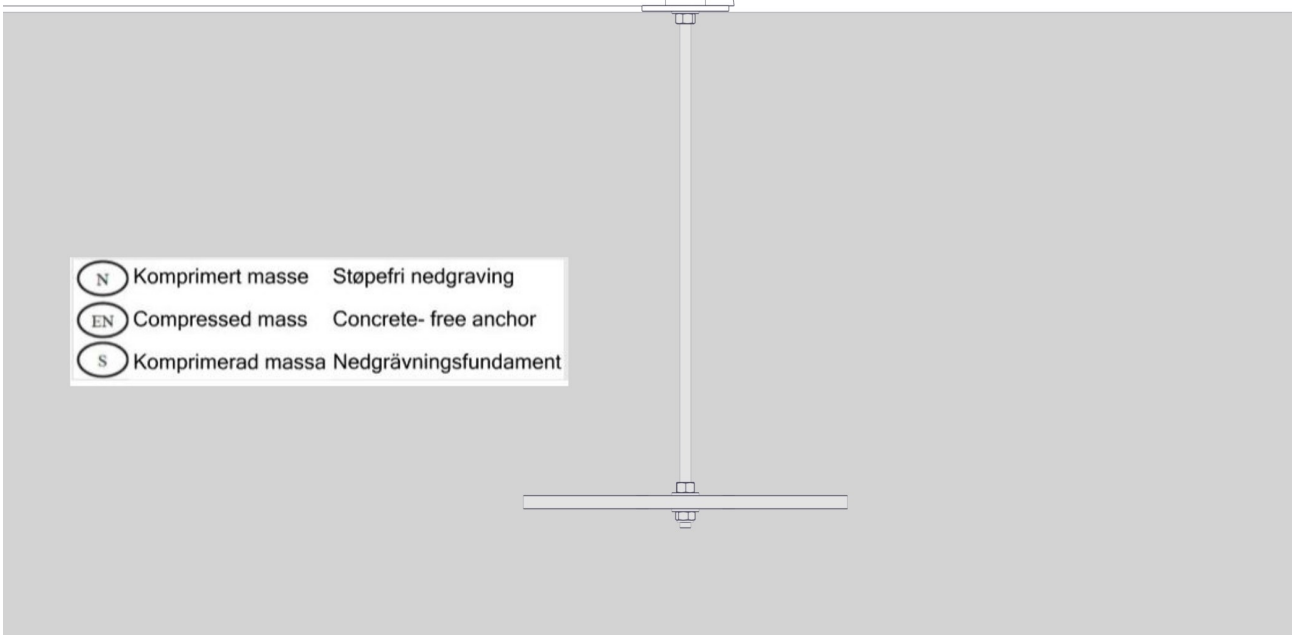 N Komprimert masse Støpefri nedgraving
EN Compressed mass Concrete- free anchor
S Komprimerad massa Nedgrävningsfundament